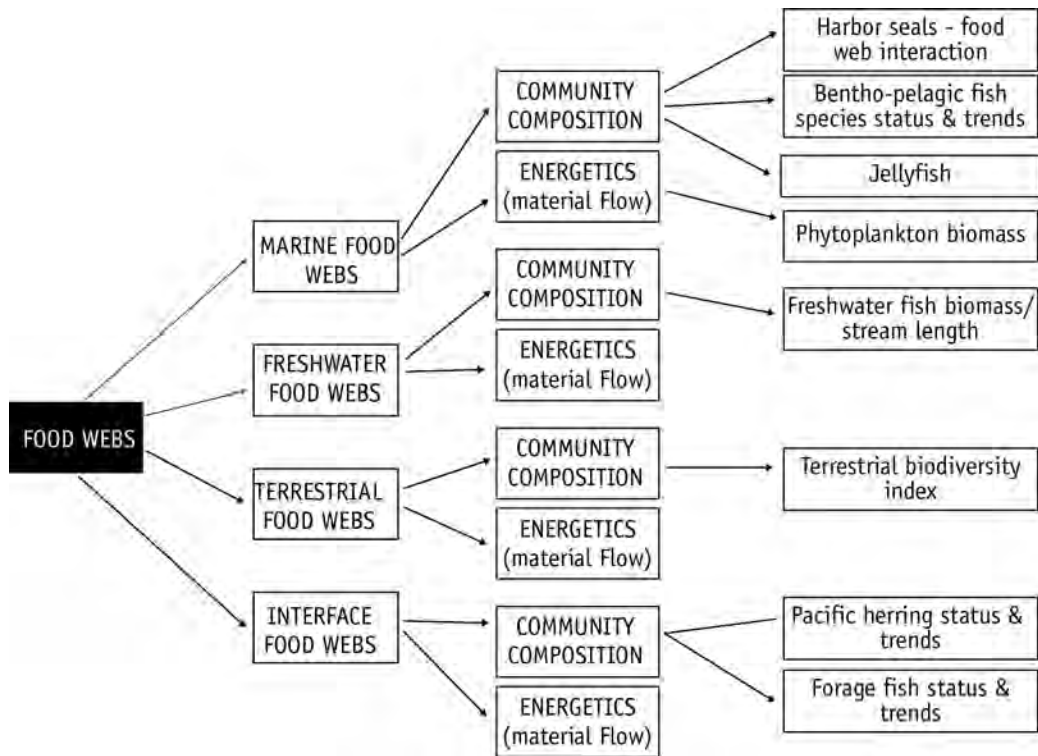 Harbor seals - food
web interaction
COMMUNITY
COMPOSITION
Bentho-pelagic fish
species status & trends
Jellyfish
ENERGETICS
(material Flow)
Phytoplankton biomass
MARINE FOOD
WEBS
COMMUNITY
COMPOSITION
Freshwater fish biomass/
stream length
FRESHWATER
FOOD WEBS
ENERGETICS
(material Flow)
FOOD WEBS
COMMUNITY
COMPOSITION
Terrestrial biodiversity
index
TERRESTRIAL
FOOD WEBS
ENERGETICS
(material Flow)
INTERFACE
FOOD WEBS
COMMUNITY
COMPOSITION
Pacific herring status &
trends
Forage fish status &
trends
ENERGETICS
(material Flow)